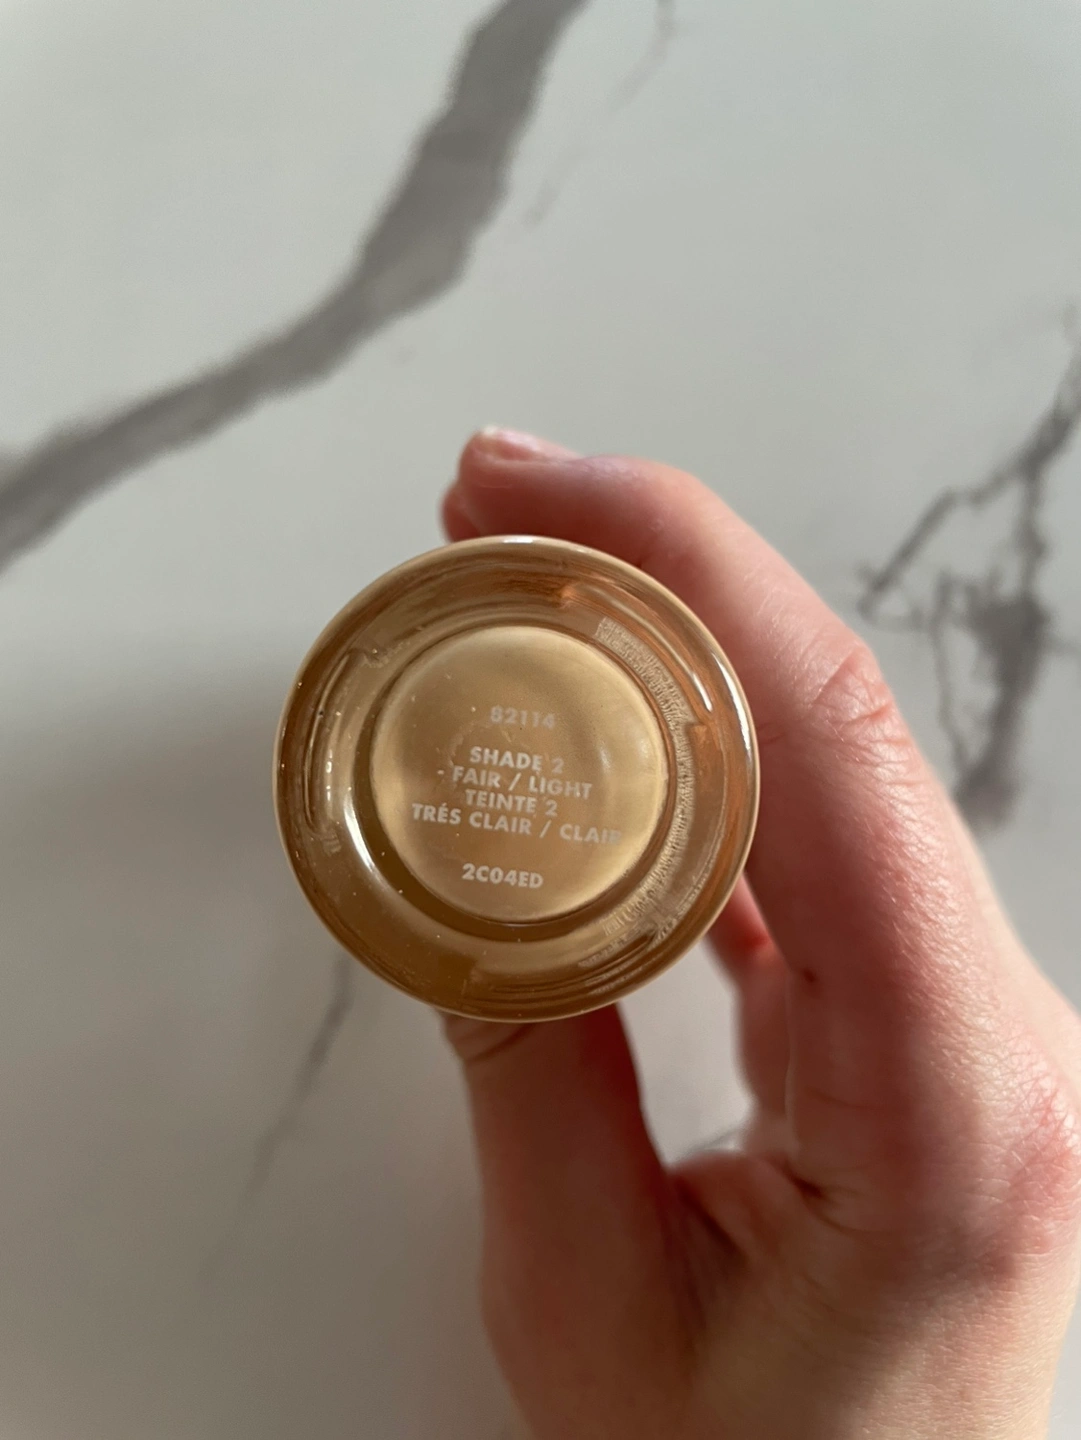 82114
SHADE 2
FAIR / LIGHT
TEINTE 2
TRÉS CLAIR / CLAIR
2C04ED